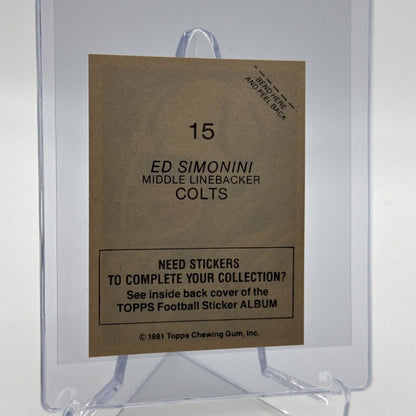 BEND HERE
AND PEEL BACK
15
ED SIMONINI
MIDDLE LINEBACKER
COLTS
NEED STICKERS
TO COMPLETE YOUR COLLECTION?
See inside back cover of the
TOPPS Football Sticker ALBUM
© 1981 Topps Chewing Gum, Inc.